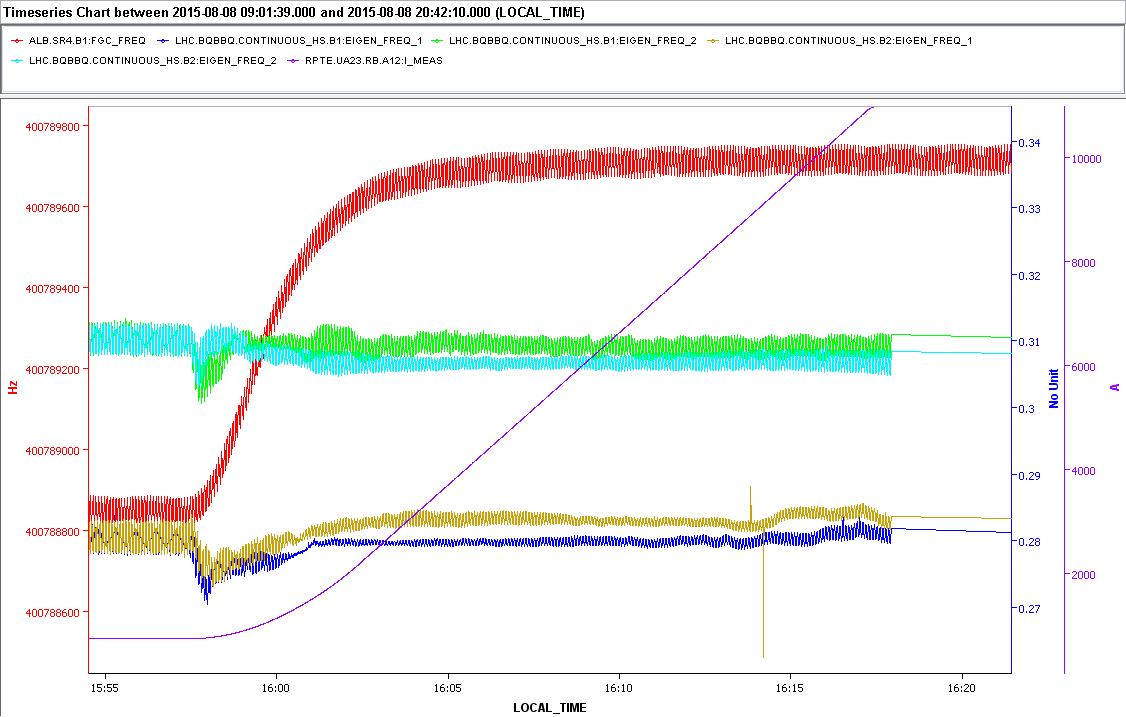 Timeseries Chart between 2015-08-08 09:01:39.000 and 2015-08-08 20:42:10.000 (LOCAL_TIME)
ALB.SR4.B1:FGC_FREQ LHC.BQBBQ.CONTINUOUS_HS.B1:EIGEN_FREQ_1 LHC.BQBBQ.CONTINUOUS_HS.B1:EIGEN_FREQ_2 LHC.BQBBQ.CONTINUOUS_HS.B2:EIGEN_FREQ_1
LHC.BQBBQ.CONTINUOUS_HS.B2:EIGEN_FREQ_2 RPTE.UA23.RB.A12:I_MEAS
400789800
400789600
400789400
400789200
400789000
400788800
400788600
Hz
0.34
0.33
0.32
0.31
0.3
0.29
0.28
0.27
No Unit
10000
8000
6000
4000
2000
A
15:55 16:00 16:05 16:10 16:15 16:20
LOCAL_TIME